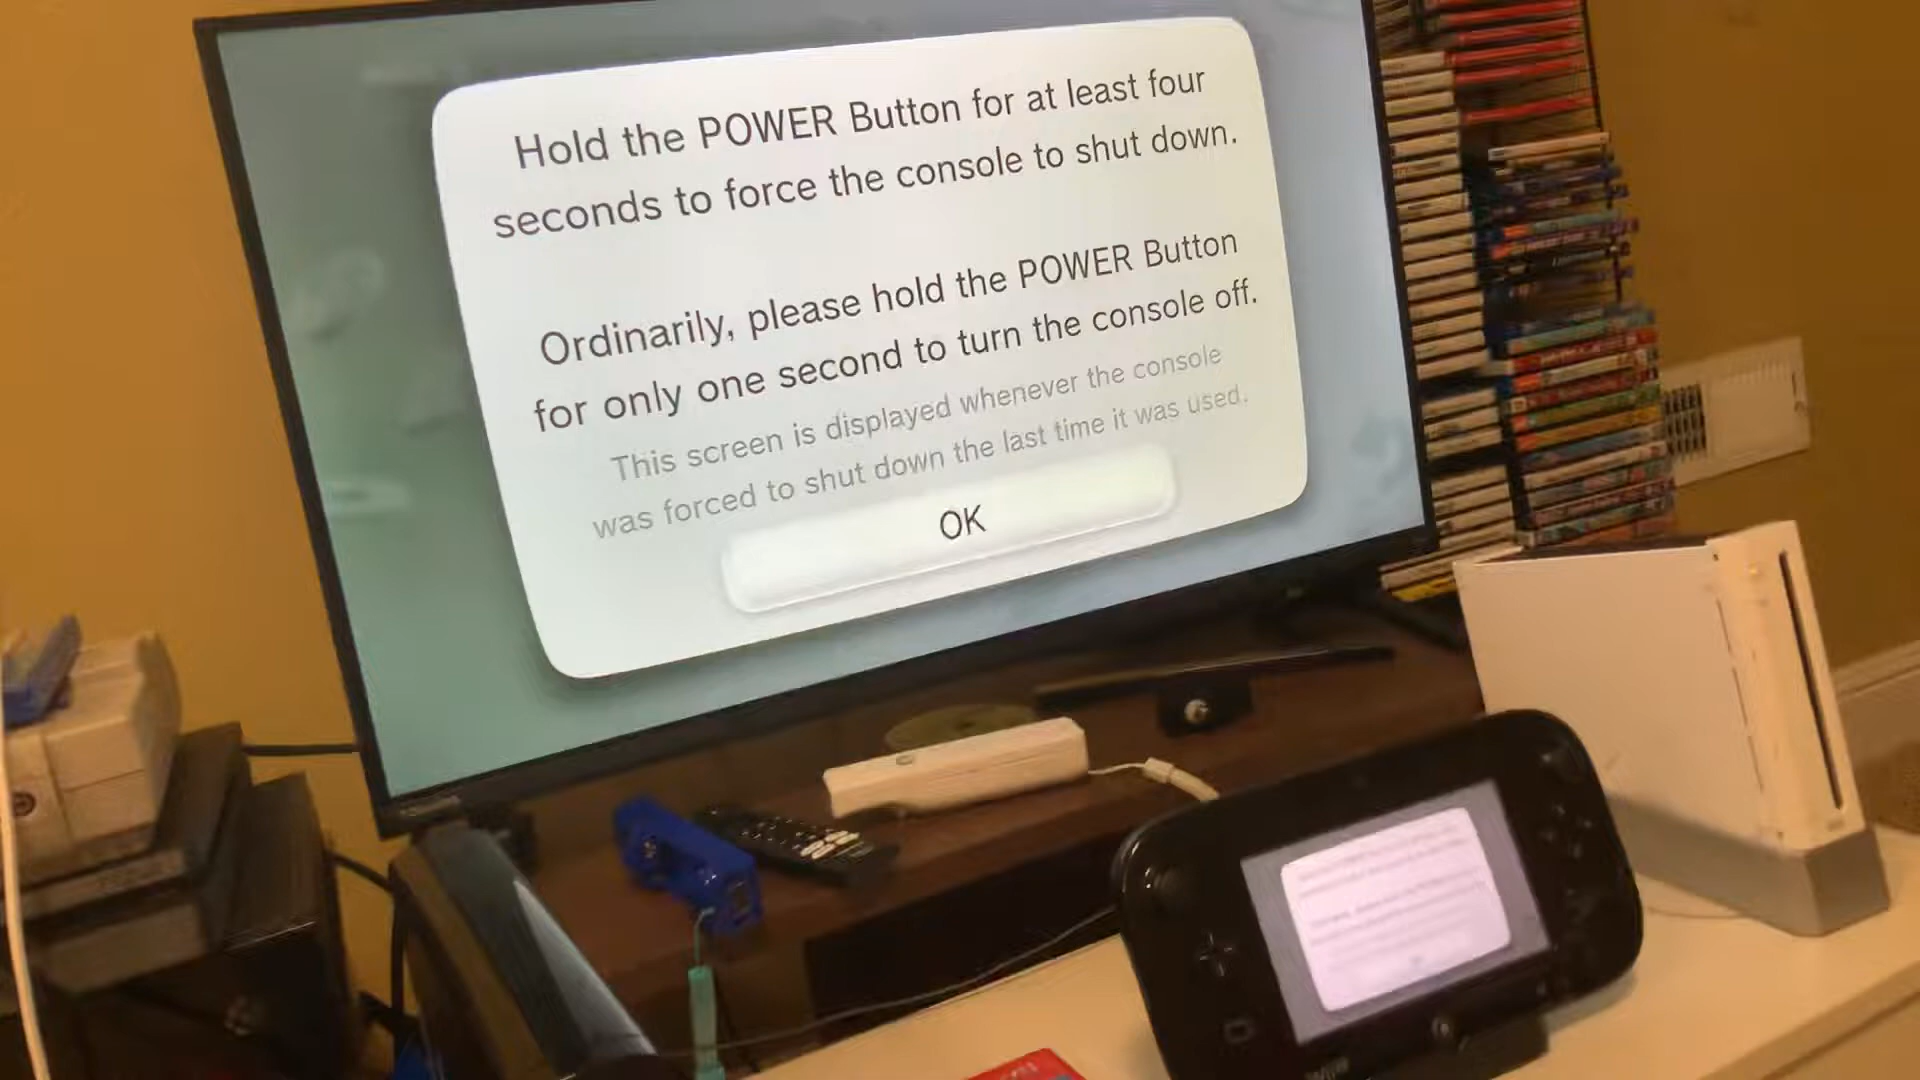 Hold the POWER Button for at least four
seconds to force the console to shut down.
Ordinarily, please hold the POWER Button
for only one second to turn the console off.
This screen is displayed whenever the console
was forced to shut down the last time it was used.
OK